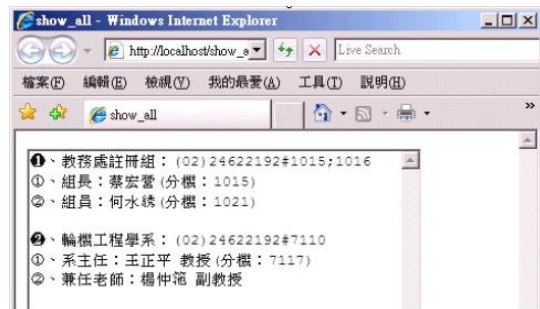 show_all - Windows Internet Explorer
http://localhost/show_a
Live Search
檔案(F) 編輯(E) 檢視(V) 我的最愛(A) 工具(T) 說明(H)
show_all
»
❶、教務處註冊組：(02)24622192#1015;1016
①、組長：蔡宏營(分機：1015)
②、組員：何水綉(分機：1021)
❷、輪機工程學系：(02)24622192#7110
①、系主任：王正平 教授(分機：7117)
②、兼任老師：楊仲箎 副教授